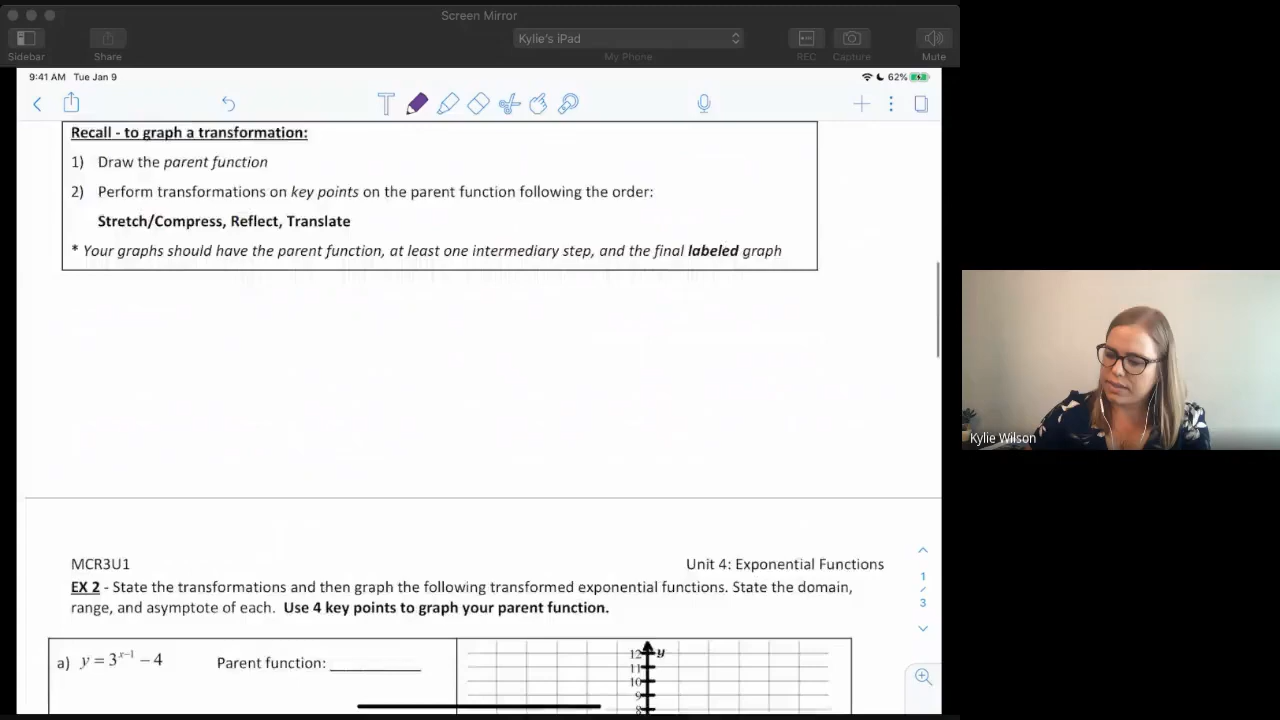 Screen Mirror
Kylie's iPad
Sidebar
Share
My Phone
REC
Capture
Mute
9:41 AM Tue Jan 9
62%
Recall - to graph a transformation:
1) Draw the parent function
2) Perform transformations on key points on the parent function following the order:
Stretch/Compress, Reflect, Translate
* Your graphs should have the parent function, at least one intermediary step, and the final labeled graph
Kylie Wilson
MCR3U1
Unit 4: Exponential Functions
EX 2 - State the transformations and then graph the following transformed exponential functions. State the domain,
range, and asymptote of each. Use 4 key points to graph your parent function.
1
/
3
a) y = 3^{x-1} - 4
Parent function: __________
y
12
11
10
9
8